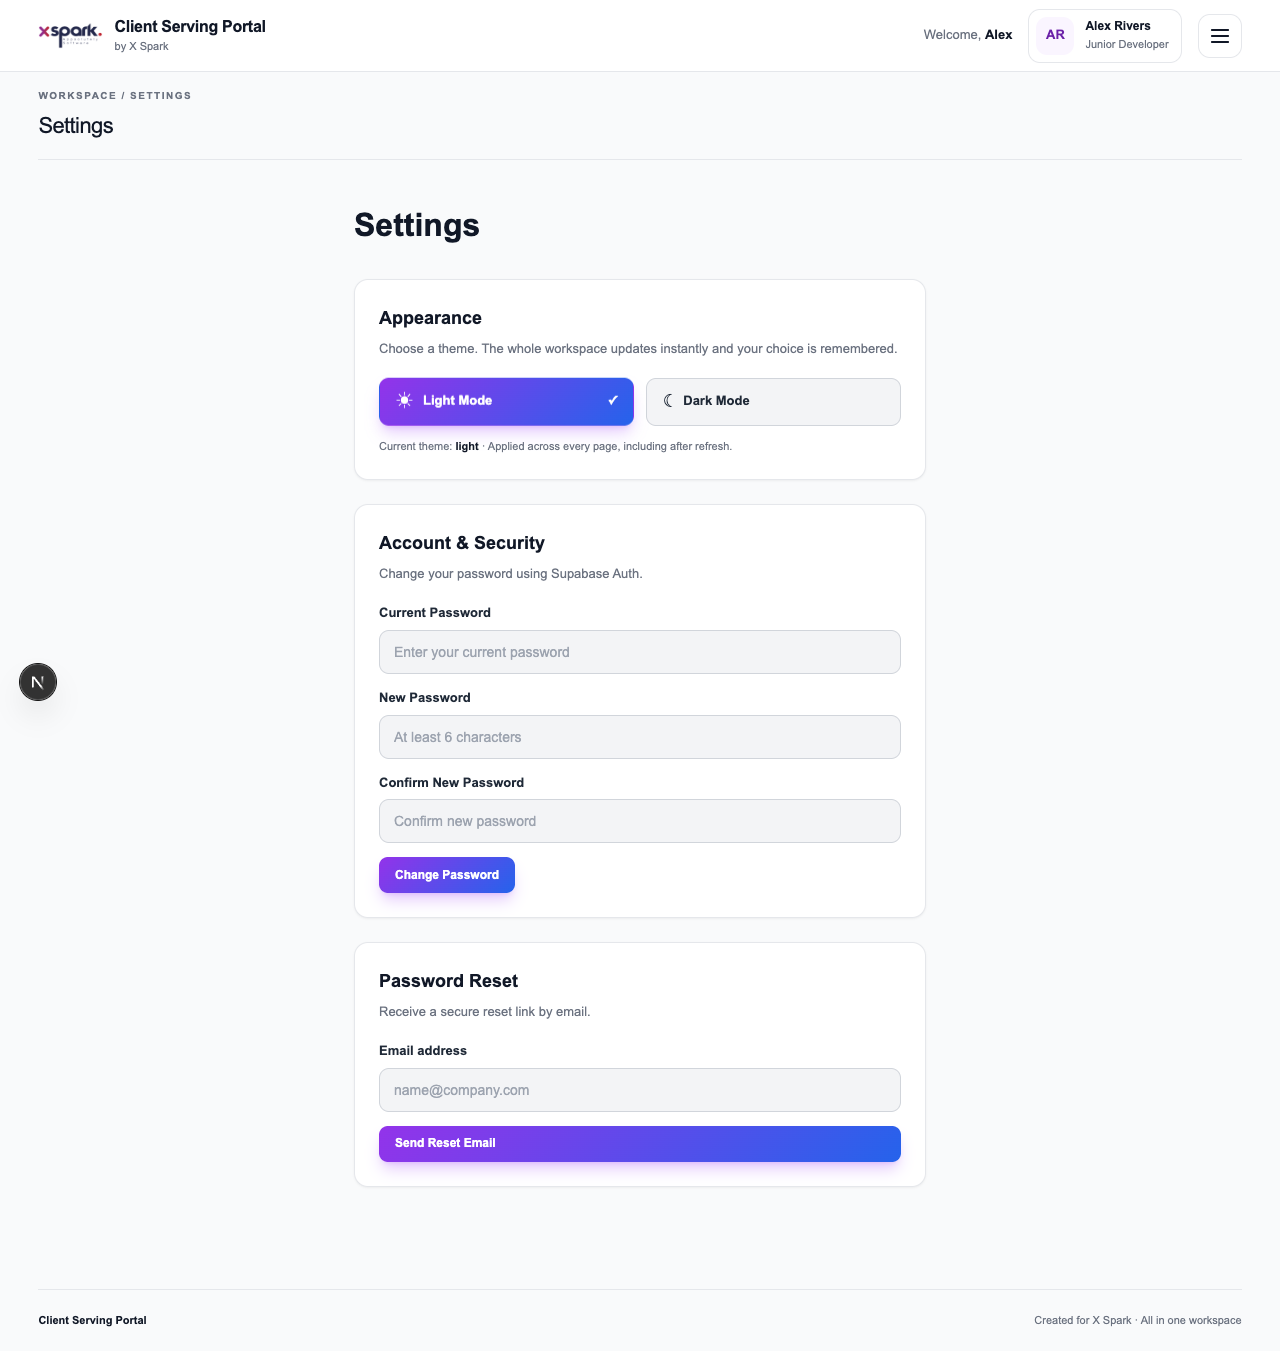 xspark.
Client Serving Portal
by X Spark
Welcome, Alex
AR
Alex Rivers
Junior Developer
WORKSPACE / SETTINGS
Settings
Settings
Appearance
Choose a theme. The whole workspace updates instantly and your choice is remembered.
Light Mode
Dark Mode
Current theme: light · Applied across every page, including after refresh.
Account & Security
Change your password using Supabase Auth.
Current Password
Enter your current password
New Password
At least 6 characters
Confirm New Password
Confirm new password
Change Password
Password Reset
Receive a secure reset link by email.
Email address
name@company.com
Send Reset Email
N
Client Serving Portal
Created for X Spark · All in one workspace